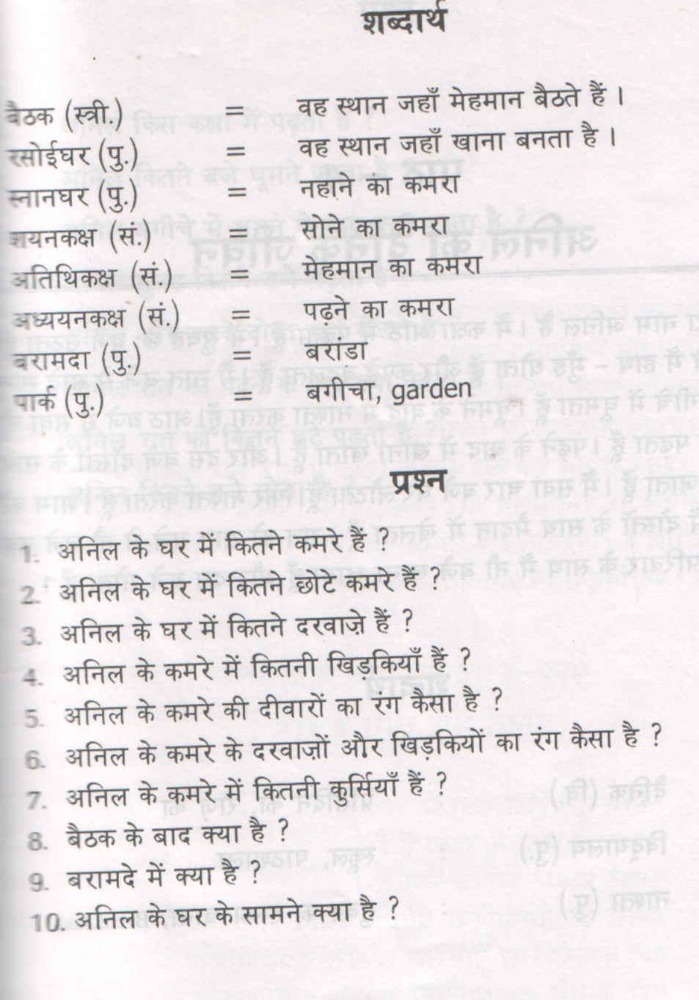 शब्दार्थ
बैठक (स्त्री.) = वह स्थान जहाँ मेहमान बैठते हैं ।
रसोईघर (पु.) = वह स्थान जहाँ खाना बनता है ।
स्नानघर (पु.) = नहाने का कमरा
शयनकक्ष (सं.) = सोने का कमरा
अतिथिकक्ष (सं.) = मेहमान का कमरा
अध्ययनकक्ष (सं.) = पढ़ने का कमरा
बरामदा (पु.) = बरांडा
पार्क (पु.) = बगीचा, garden
प्रश्न
1. अनिल के घर में कितने कमरे हैं ?
2. अनिल के घर में कितने छोटे कमरे हैं ?
3. अनिल के घर में कितने दरवाज़े हैं ?
4. अनिल के कमरे में कितनी खिड़कियाँ हैं ?
5. अनिल के कमरे की दीवारों का रंग कैसा है ?
6. अनिल के कमरे के दरवाज़ों और खिड़कियों का रंग कैसा है ?
7. अनिल के कमरे में कितनी कुर्सियाँ हैं ?
8. बैठक के बाद क्या है ?
9. बरामदे में क्या है ?
10. अनिल के घर के सामने क्या है ?